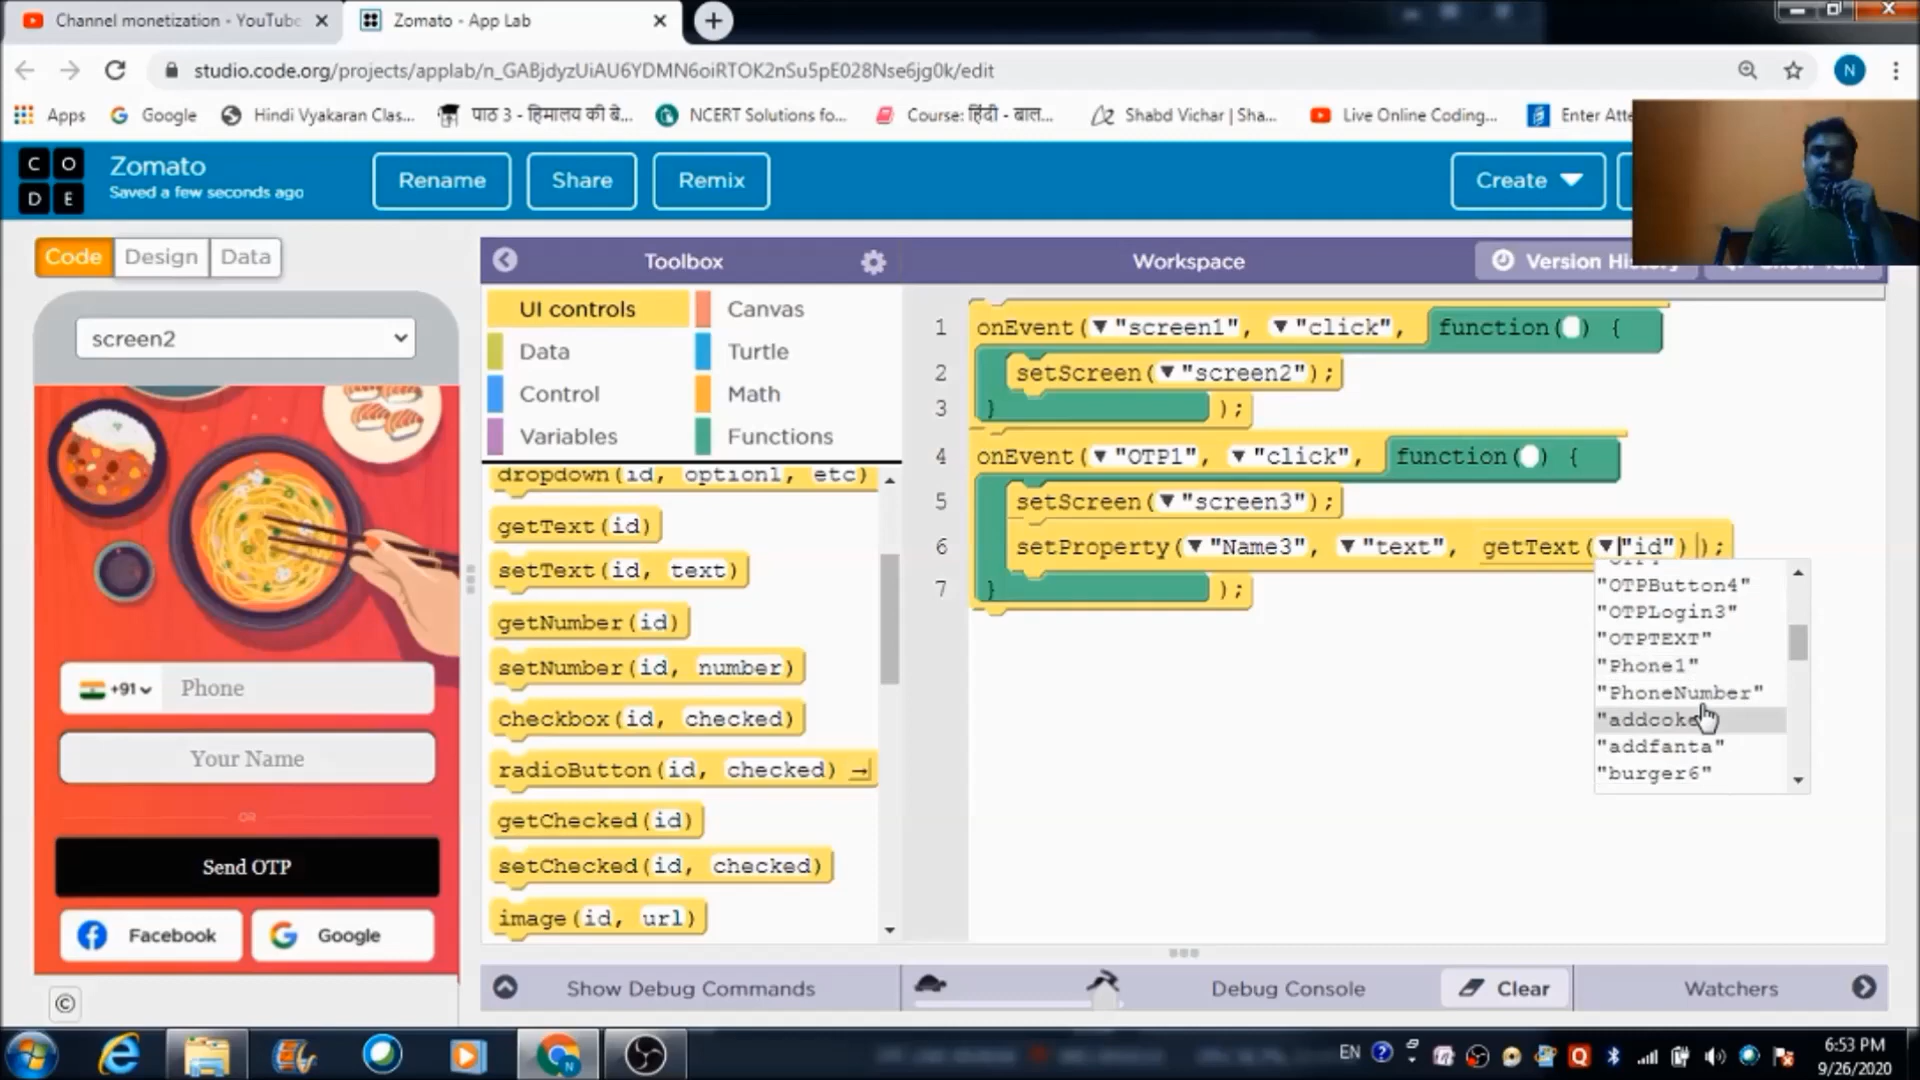 Channel monetization - YouTube
Zomato - App Lab
studio.code.org/projects/applab/n_GABjdyzUiAU6YDMN6oiRTOK2nSu5pE028Nse6jg0k/edit
N
Apps
Google
Hindi Vyakaran Clas...
पाठ 3 - हिमालय की बे...
NCERT Solutions fo...
Course: हिंदी - बाल...
Shabd Vichar | Sha...
Live Online Coding...
Enter Atte
C O
D E
Zomato
Saved a few seconds ago
Rename
Share
Remix
Create
Code
Design
Data
Toolbox
Workspace
Version History
Show Text
screen2
UI controls
Canvas
Data
Turtle
Control
Math
Variables
Functions
dropdown(id, option1, etc)
getText(id)
setText(id, text)
getNumber(id)
setNumber(id, number)
checkbox(id, checked)
radioButton(id, checked)
getChecked(id)
setChecked(id, checked)
image(id, url)
1 onEvent(▼"screen1", ▼"click", function() {
2 setScreen(▼"screen2");
3 } );
4 onEvent(▼"OTP1", ▼"click", function() {
5 setScreen(▼"screen3");
6 setProperty(▼"Name3", ▼"text", getText(▼"id") );
7 } );
"OTPButton4"
"OTPLogin3"
"OTPTEXT"
"Phone1"
"PhoneNumber"
"addcoke
"addfanta"
"burger6"
+91
Phone
Your Name
OR
Send OTP
Facebook
Google
©
Show Debug Commands
Debug Console
Clear
Watchers
EN
6:53 PM
9/26/2020